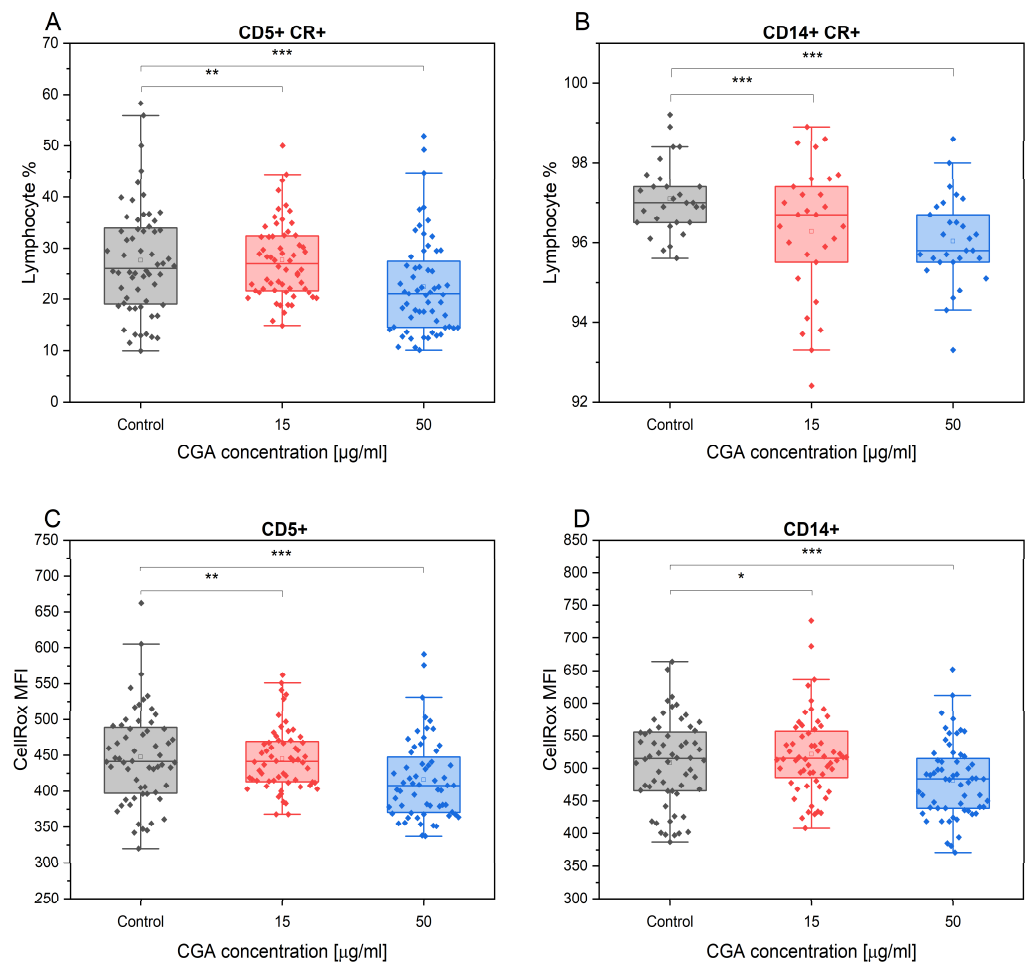 A
CD5+ CR+
70
60
50
40
30
20
10
0
Lymphocyte %
***
**
Control
15
50
CGA concentration [µg/ml]
B
CD14+ CR+
100
98
96
94
92
Lymphocyte %
***
***
Control
15
50
CGA concentration [µg/ml]
C
CD5+
750
700
650
600
550
500
450
400
350
300
250
CellRox MFI
***
**
Control
15
50
CGA concentration [µg/ml]
D
CD14+
850
800
750
700
650
600
550
500
450
400
350
300
CellRox MFI
***
*
Control
15
50
CGA concentration [µg/ml]